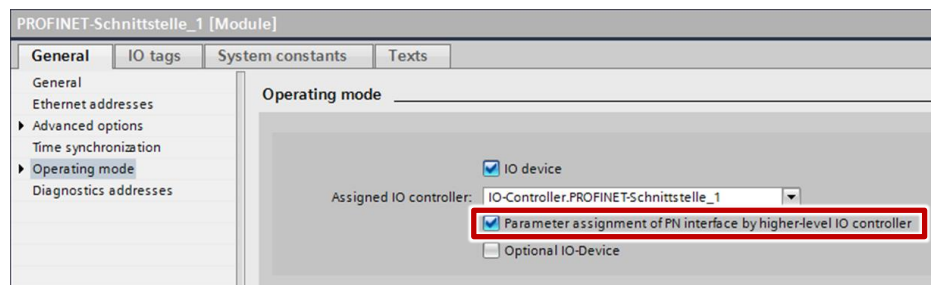 PROFINET-Schnittstelle_1 [Module]
General IO tags System constants Texts
General
Ethernet addresses
Advanced options
Time synchronization
Operating mode
Diagnostics addresses
Operating mode
IO device
Assigned IO controller: IO-Controller.PROFINET-Schnittstelle_1
Parameter assignment of PN interface by higher-level IO controller
Optional IO-Device